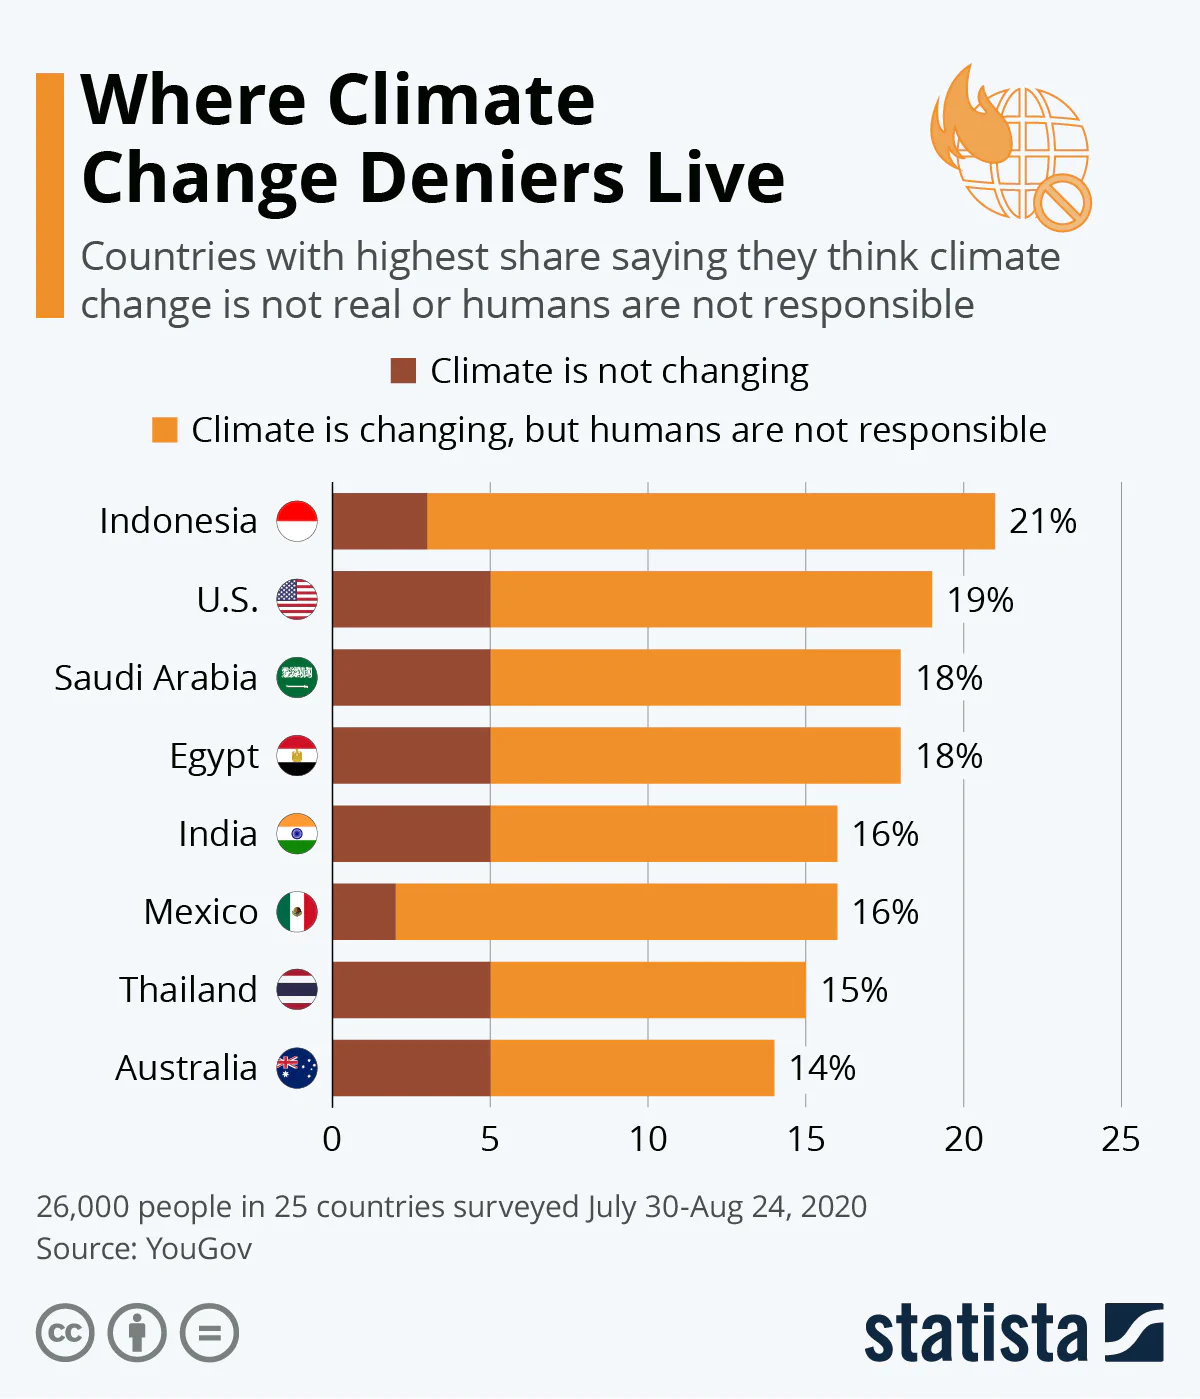 Where Climate
Change Deniers Live
Countries with highest share saying they think climate
change is not real or humans are not responsible
Climate is not changing
Climate is changing, but humans are not responsible
Indonesia 21%
U.S. 19%
Saudi Arabia 18%
Egypt 18%
India 16%
Mexico 16%
Thailand 15%
Australia 14%
0 5 10 15 20 25
26,000 people in 25 countries surveyed July 30-Aug 24, 2020
Source: YouGov
cc =
statista